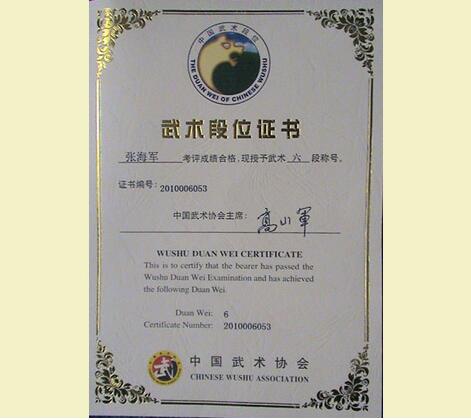 中国武术段位
THE DUAN WEI OF CHINESE WUSHU
武术段位证书
张海军 考评成绩合格,现授予武术 六 段称号。
证书编号: 2010006053
中国武术协会主席: 高小軍
WUSHU DUAN WEI CERTIFICATE
This is to certify that the bearer has passed the
Wushu Duan Wei Examination and has achieved
the following Duan Wei.
Duan Wei: 6
Certificate Number: 2010006053
武
中国武术协会
CHINESE WUSHU ASSOCIATION